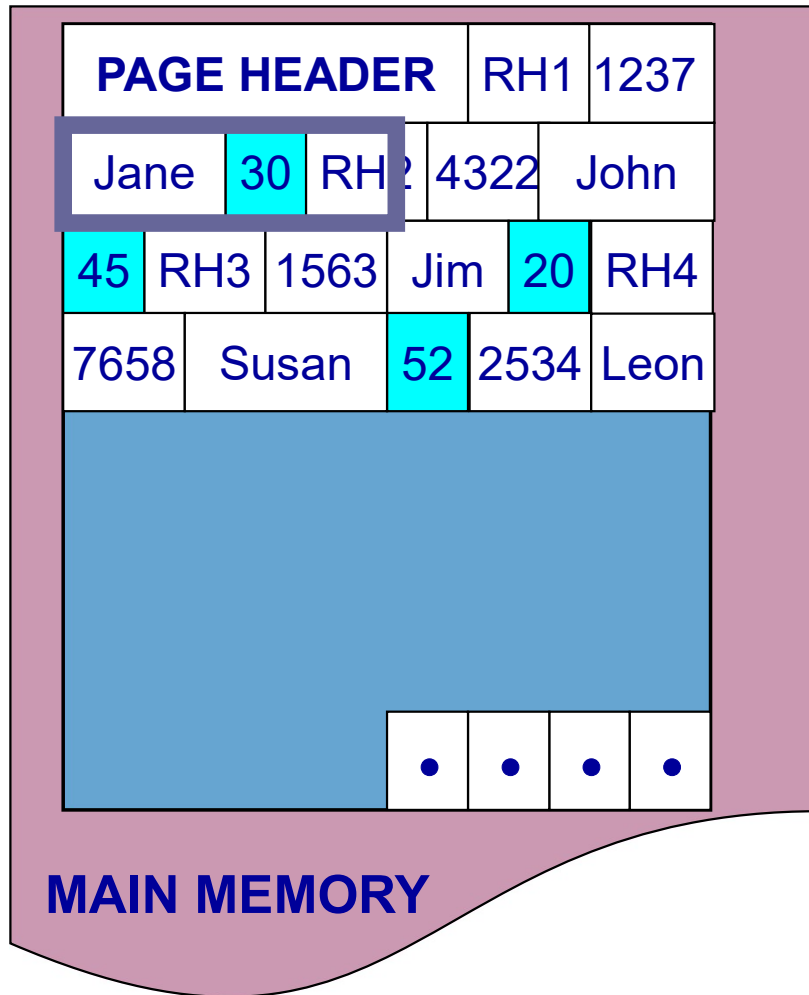 PAGE HEADER RH1 1237
Jane 30 RH2 4322 John
45 RH3 1563 Jim 20 RH4
7658 Susan 52 2534 Leon
• • • •
MAIN MEMORY